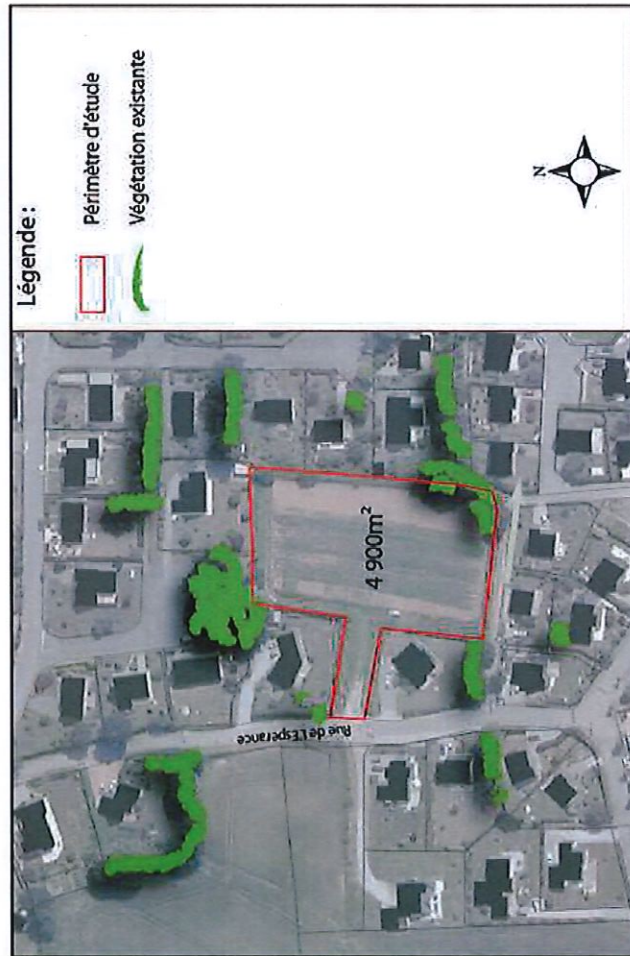 Légende :
Périmètre d'étude
Végétation existante
N
4 900m²
Rue de L'Esperance